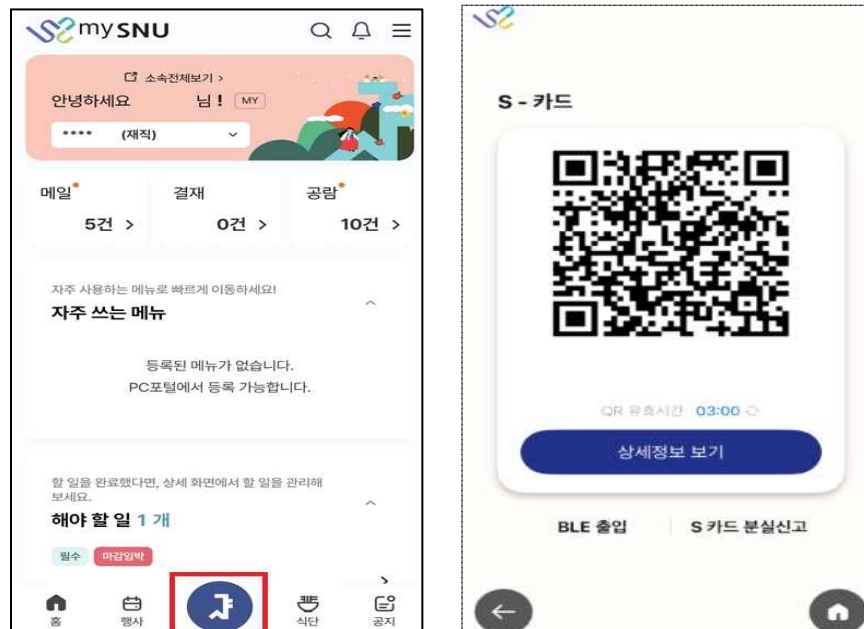 my SNU
소속전체보기 >
안녕하세요 님 ! MY
**** (재직)
메일
5건 >
결재
0건 >
공람
10건 >
자주 사용하는 메뉴로 빠르게 이동하세요!
자주 쓰는 메뉴
등록된 메뉴가 없습니다.
PC포털에서 등록 가능합니다.
할 일을 완료했다면, 상세 화면에서 할 일을 관리해
보세요.
해야 할 일 1 개
필수 마감임박
홈
행사
식단
공지
S - 카드
QR 유효시간 03:00
상세정보 보기
BLE 출입
S 카드 분실신고